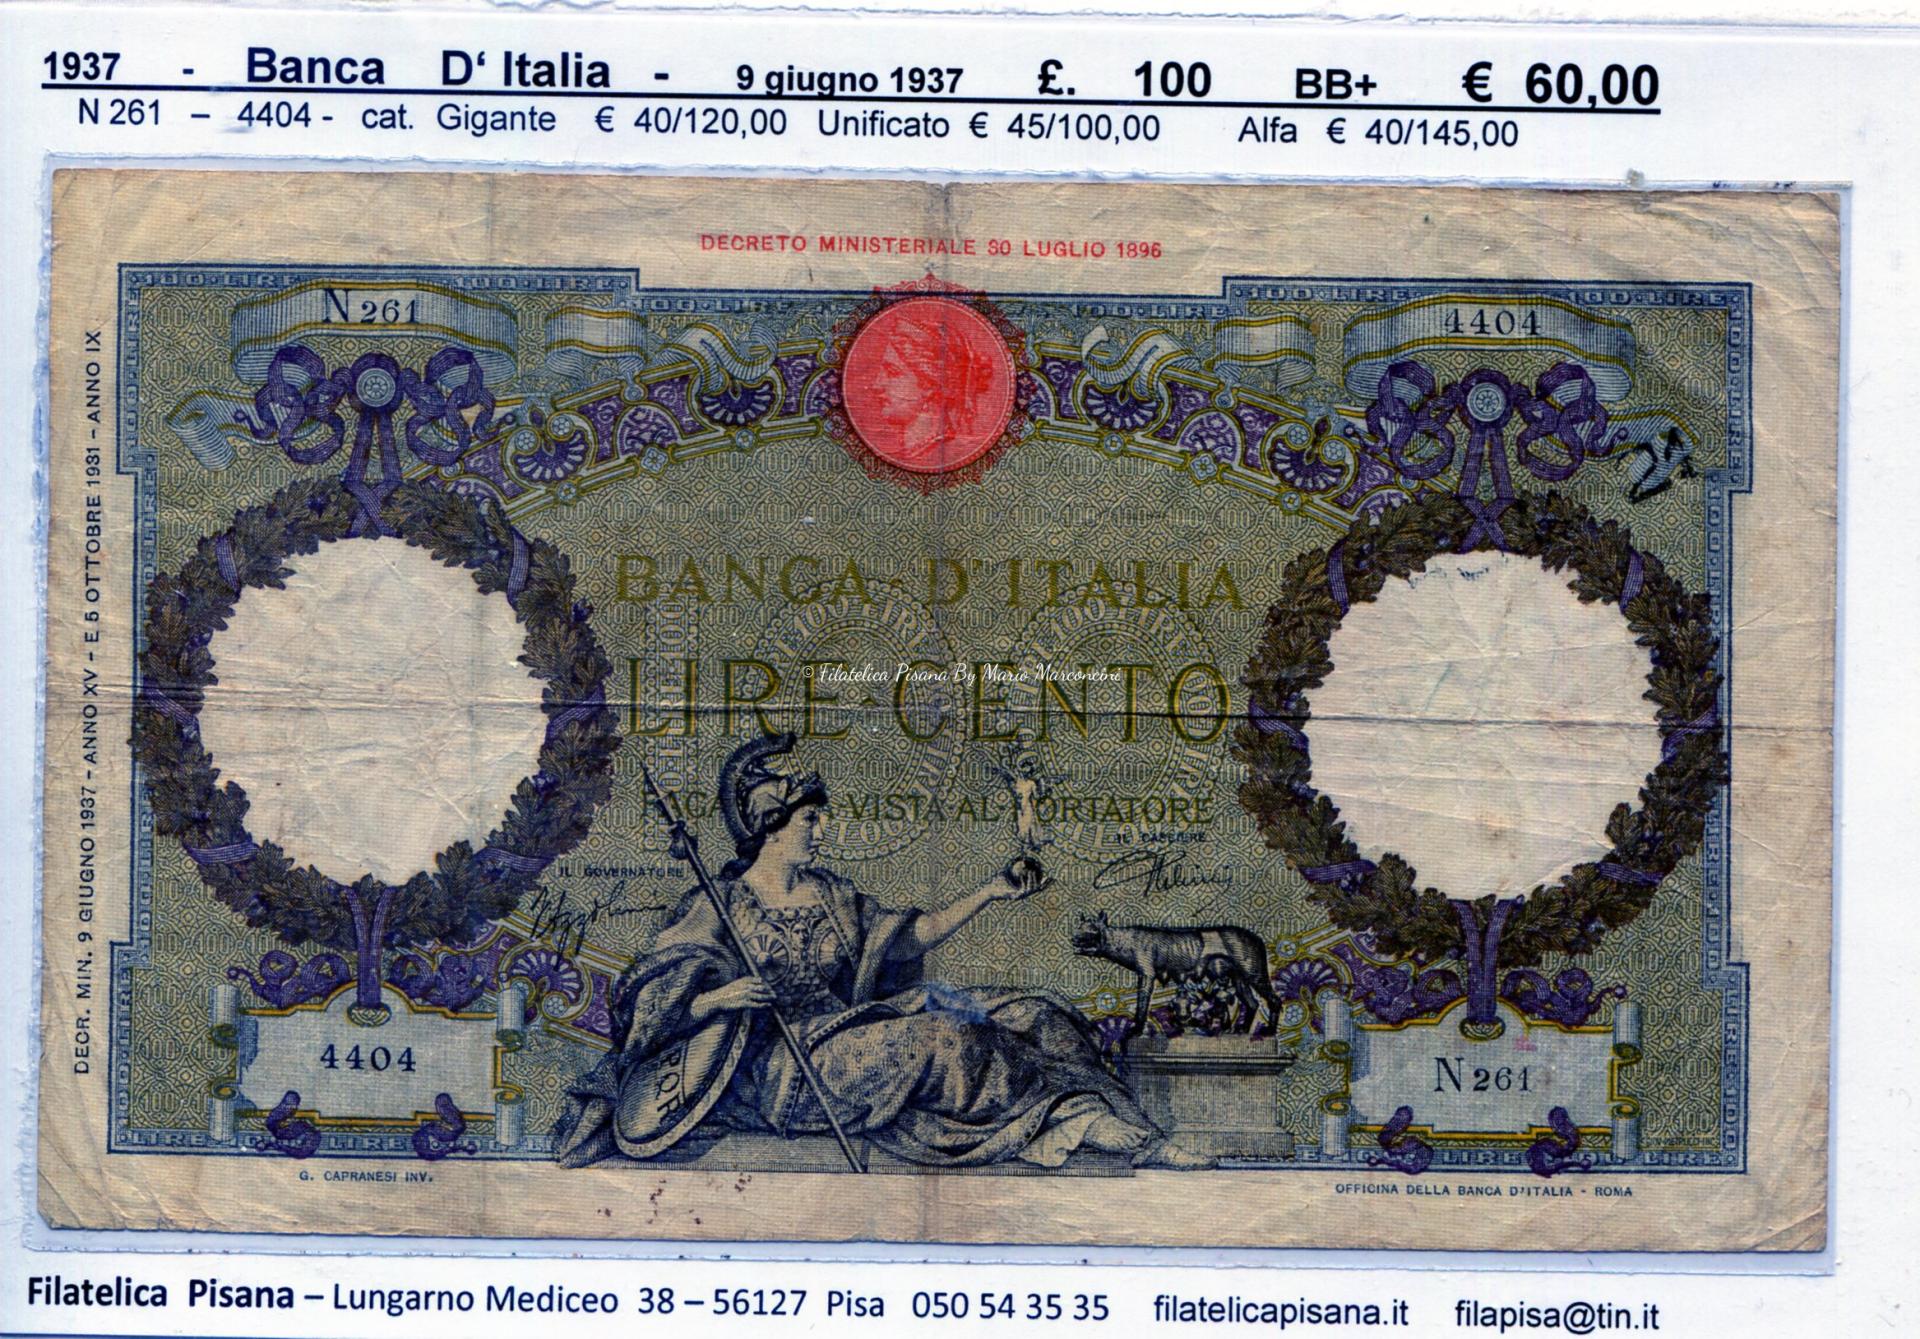 1937 - Banca D' Italia - 9 giugno 1937 £. 100 BB+ € 60,00
N 261 – 4404 - cat. Gigante € 40/120,00 Unificato € 45/100,00 Alfa € 40/145,00
DECRETO MINISTERIALE 30 LUGLIO 1896
N 261
4404
DECR. MIN. 9 GIUGNO 1937 - ANNO XV - E 5 OTTOBRE 1931 - ANNO IX
BANCA D'ITALIA
© Filatelica Pisana By Mario Marconcini
LIRE CENTO
PAGABILI A VISTA AL PORTATORE
IL CASSIERE
IL GOVERNATORE
SPQR
4404
N 261
G. CAPRANESI INV.
OFFICINA DELLA BANCA D'ITALIA - ROMA
Filatelica Pisana – Lungarno Mediceo 38 – 56127 Pisa 050 54 35 35 filatelicapisana.it filapisa@tin.it